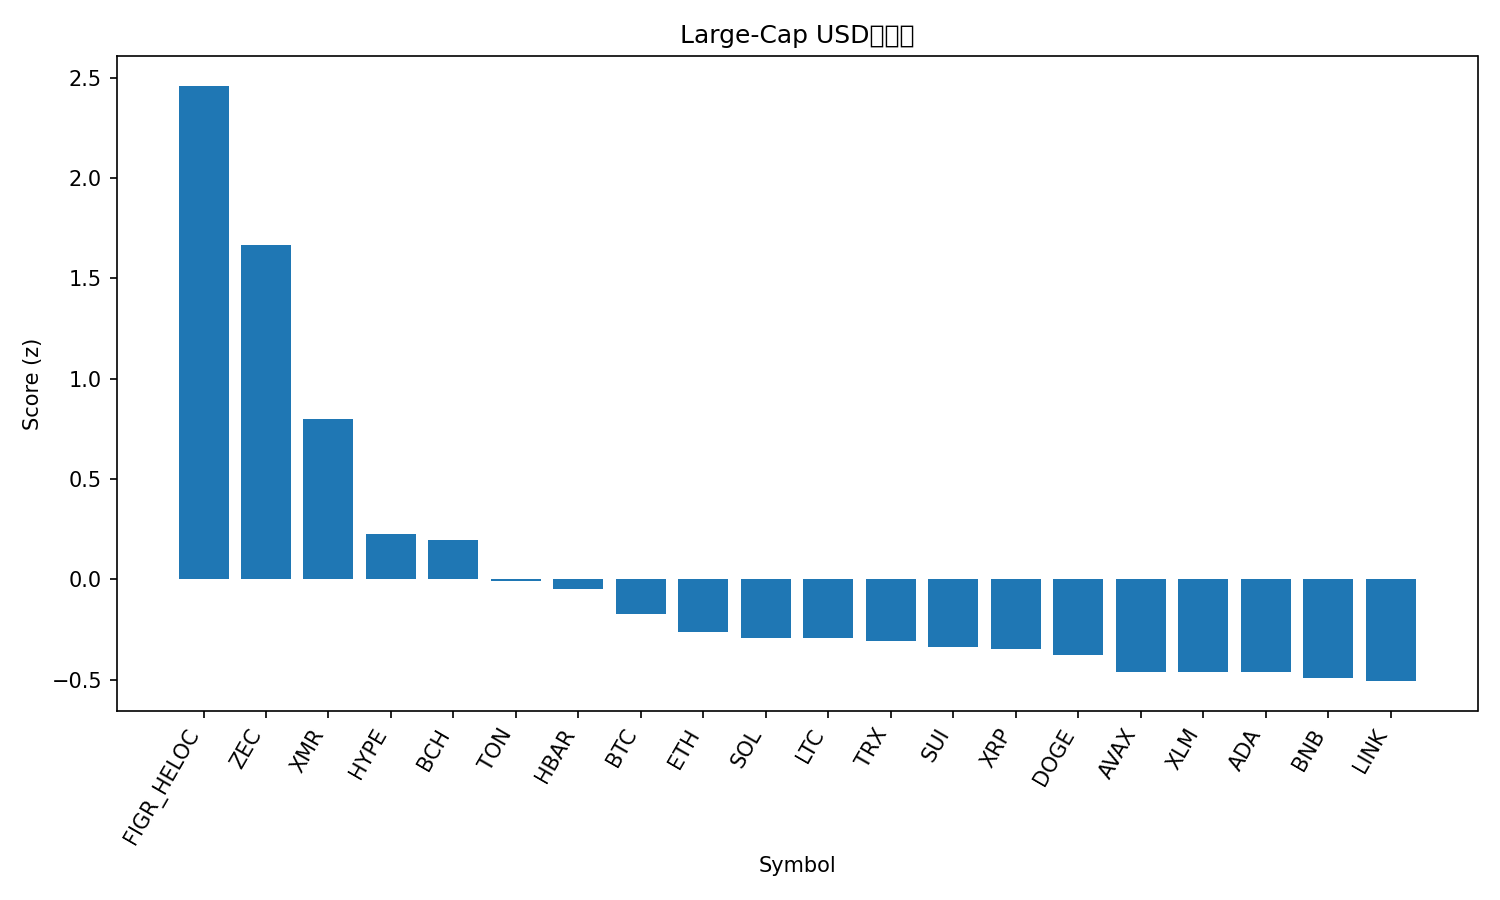 Large-Cap USD
Score (z)
2.5
2.0
1.5
1.0
0.5
0.0
−0.5
FIGR_HELOC
ZEC
XMR
HYPE
BCH
TON
HBAR
BTC
ETH
SOL
LTC
TRX
SUI
XRP
DOGE
AVAX
XLM
ADA
BNB
LINK
Symbol